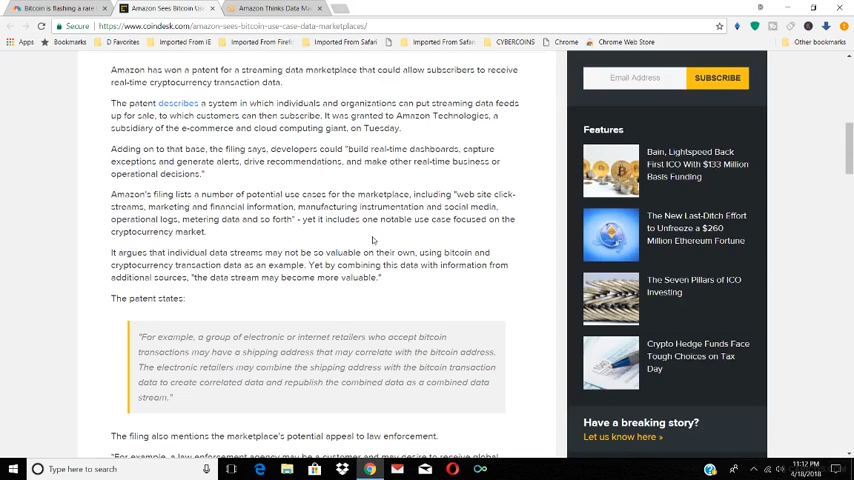 Bitcoin is flashing a rare
Amazon Sees Bitcoin Us
Amazon Thinks Data Ma
Secure
https://www.coindesk.com/amazon-sees-bitcoin-use-case-data-marketplaces/
Apps
Bookmarks
D Favorites
Imported From IE
Imported From IE
Imported From Safari
Imported From Safari
CYBERCOINS
Chrome
Chrome Web Store
Other bookmarks
Amazon has won a patent for a streaming data marketplace that could allow subscribers to receive
real-time cryptocurrency transaction data.
The patent describes a system in which individuals and organizations can put streaming data feeds
up for sale, to which customers can then subscribe. It was granted to Amazon Technologies, a
subsidiary of the e-commerce and cloud computing giant, on Tuesday.
Adding on to that base, the filing says, developers could "build real-time dashboards, capture
exceptions and generate alerts, drive recommendations, and make other real-time business or
operational decisions."
Amazon's filing lists a number of potential use cases for the marketplace, including "web site click-
streams, marketing and financial information, manufacturing instrumentation and social media,
operational logs, metering data and so forth" - yet it includes one notable use case focused on the
cryptocurrency market.
It argues that individual data streams may not be so valuable on their own, using bitcoin and
cryptocurrency transaction data as an example. Yet by combining this data with information from
additional sources, "the data stream may become more valuable."
The patent states:
"For example, a group of electronic or internet retailers who accept bitcoin
transactions may have a shipping address that may correlate with the bitcoin address.
The electronic retailers may combine the shipping address with the bitcoin transaction
data to create correlated data and republish the combined data as a combined data
stream."
The filing also mentions the marketplace's potential appeal to law enforcement.
"For example, a law enforcement agency may be a customer and may desire to receive global
Email Address
SUBSCRIBE
Features
Bain, Lightspeed Back
First ICO With $133 Million
Basis Funding
The New Last-Ditch Effort
to Unfreeze a $260
Million Ethereum Fortune
The Seven Pillars of ICO
Investing
Crypto Hedge Funds Face
Tough Choices on Tax
Day
Have a breaking story?
Let us know here »
Type here to search
11:12 PM
4/18/2018